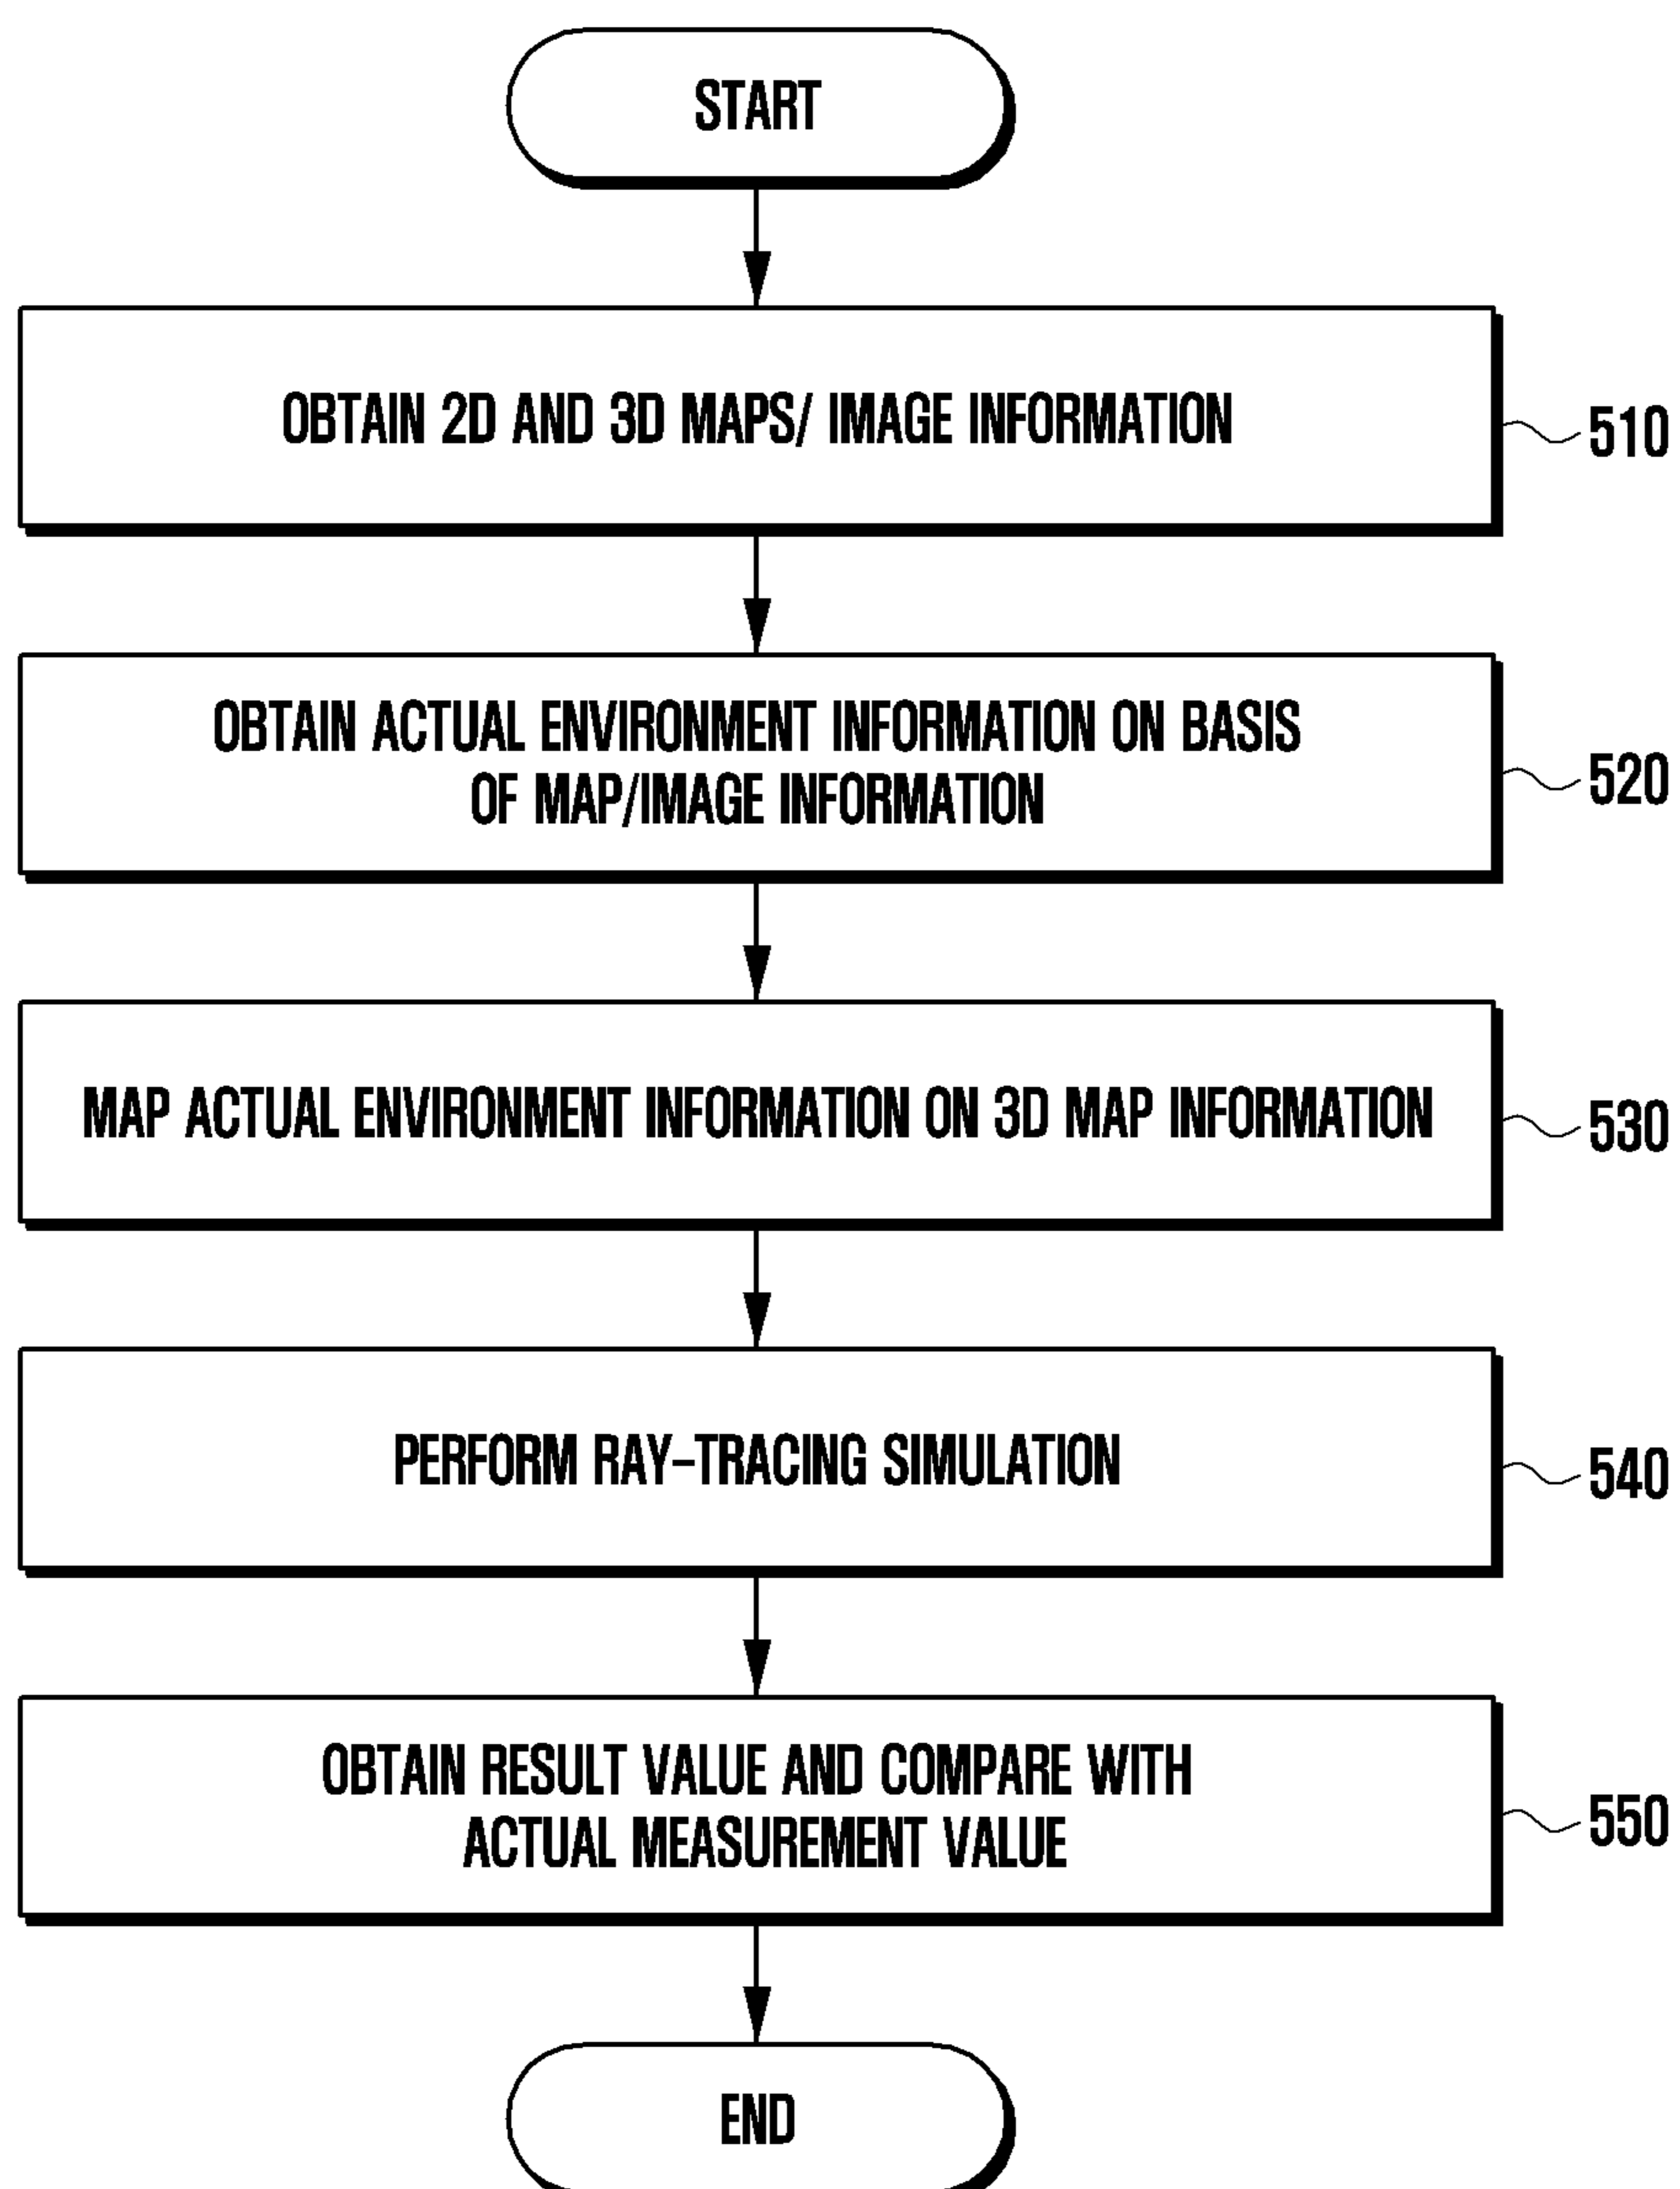 START
OBTAIN 2D AND 3D MAPS/ IMAGE INFORMATION
510
OBTAIN ACTUAL ENVIRONMENT INFORMATION ON BASIS
OF MAP/IMAGE INFORMATION
520
MAP ACTUAL ENVIRONMENT INFORMATION ON 3D MAP INFORMATION
530
PERFORM RAY-TRACING SIMULATION
540
OBTAIN RESULT VALUE AND COMPARE WITH
ACTUAL MEASUREMENT VALUE
550
END